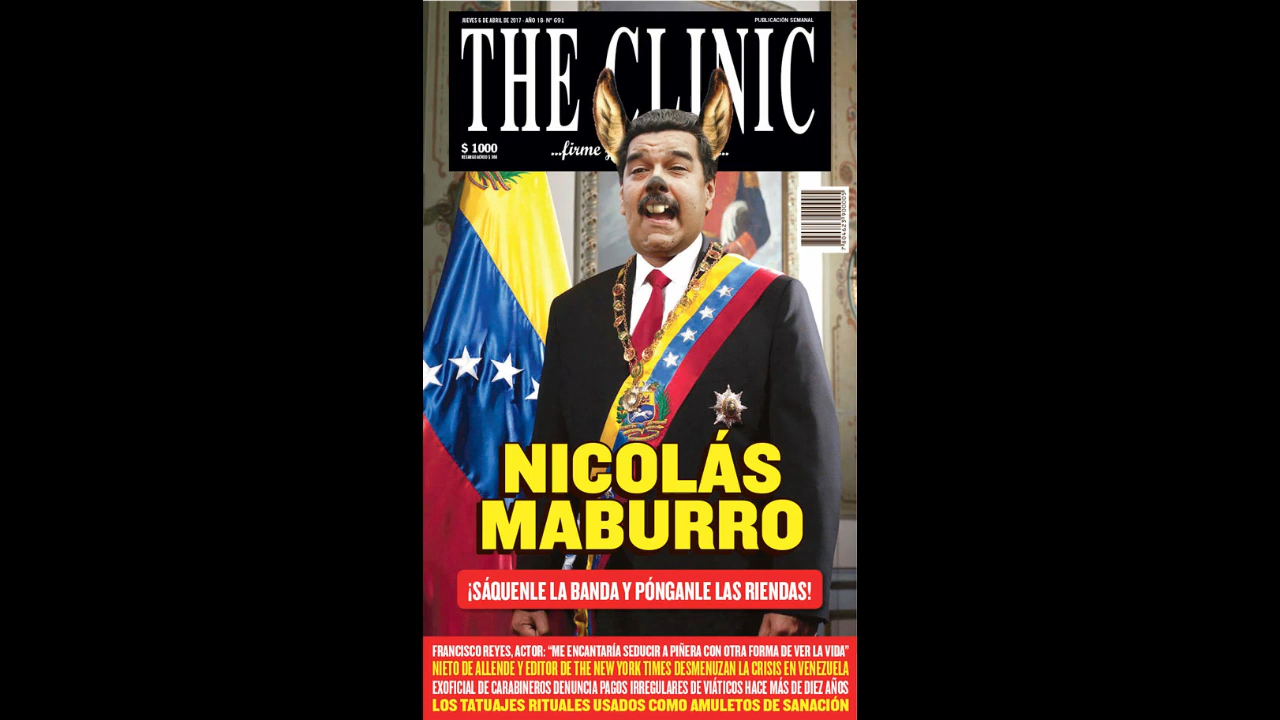 JUEVES 6 DE ABRIL DE 2017 · AÑO 18 · Nº 691
PUBLICACIÓN SEMANAL
THE CLINIC
$ 1000
...firme
NICOLÁS
MABURRO
¡SÁQUENLE LA BANDA Y PÓNGANLE LAS RIENDAS!
FRANCISCO REYES, ACTOR: “ME ENCANTARÍA SEDUCIR A PIÑERA CON OTRA FORMA DE VER LA VIDA”
NIETO DE ALLENDE Y EDITOR DE THE NEW YORK TIMES DESMENUZAN LA CRISIS EN VENEZUELA
EXOFICIAL DE CARABINEROS DENUNCIA PAGOS IRREGULARES DE VIÁTICOS HACE MÁS DE DIEZ AÑOS
LOS TATUAJES RITUALES USADOS COMO AMULETOS DE SANACIÓN